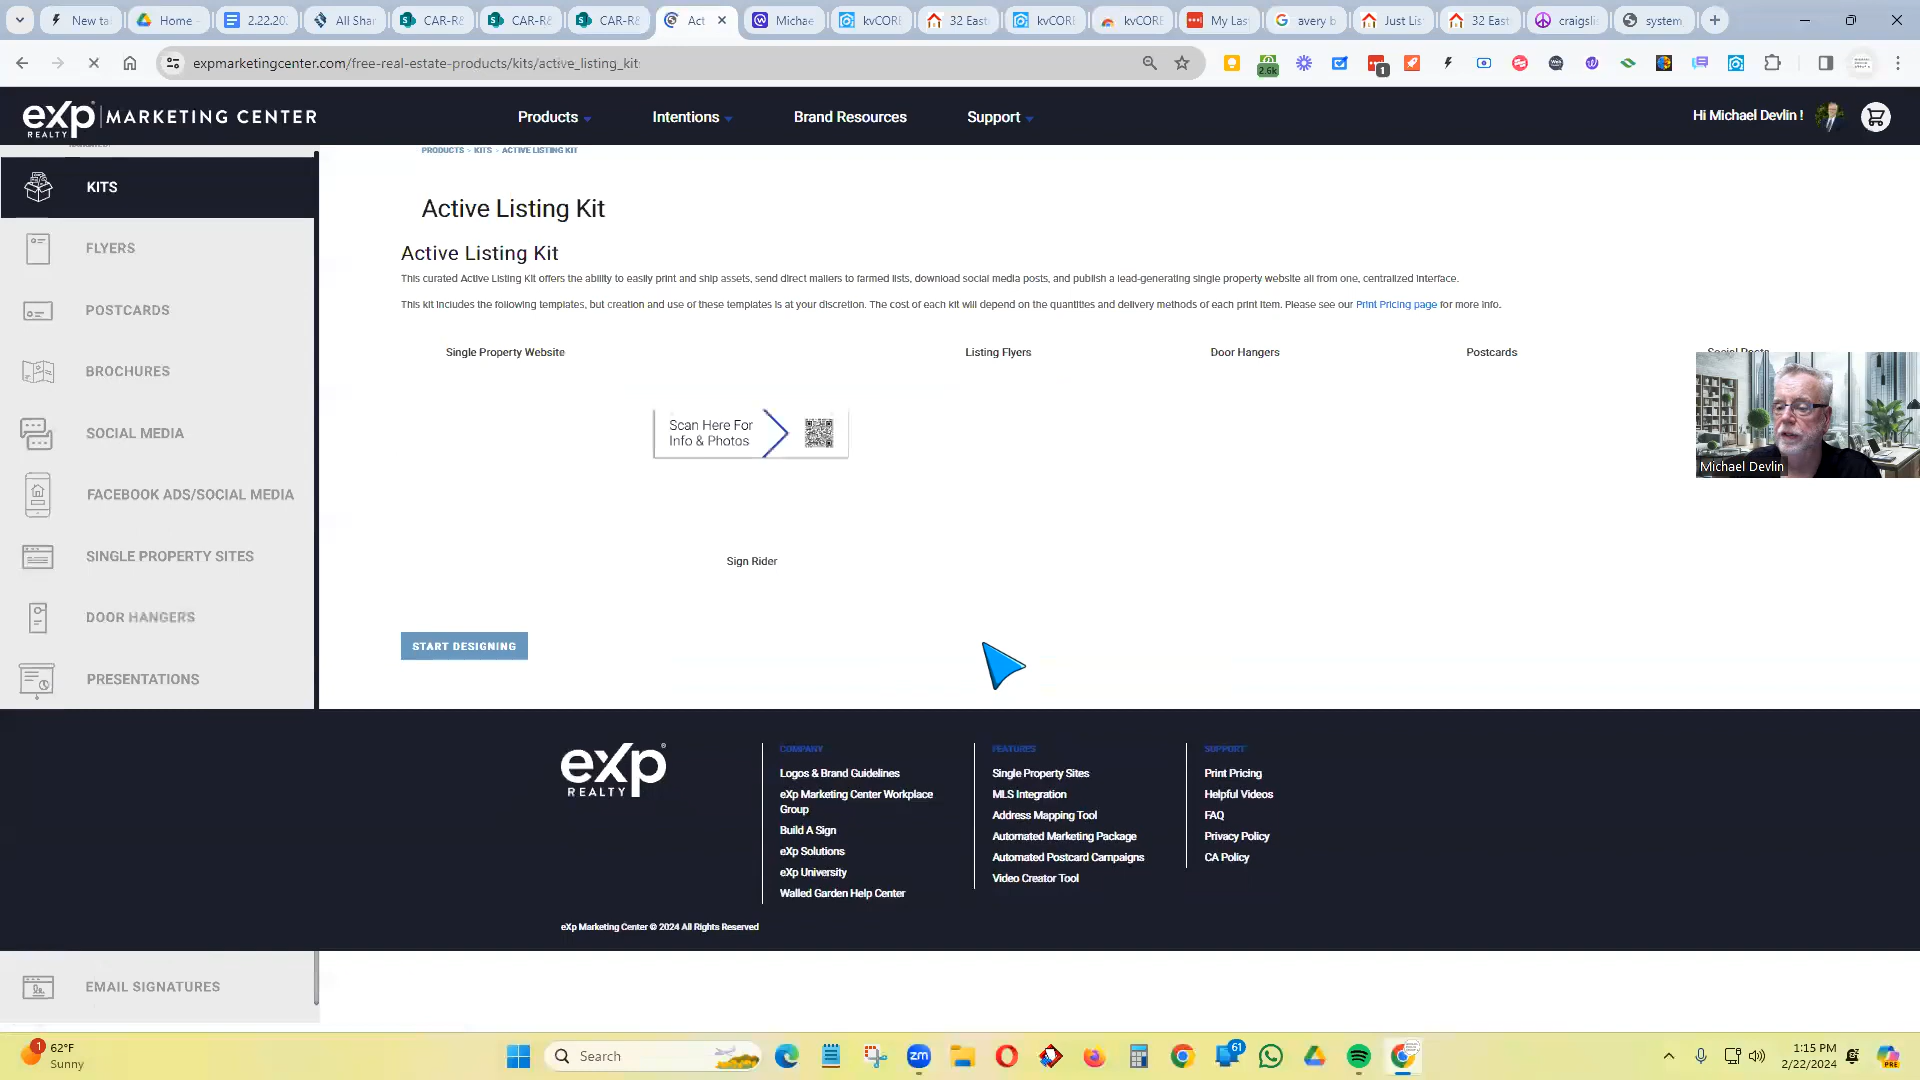 New ta
Home -
2.22.20
All Shar
CAR-R8
CAR-R8
CAR-R8
Act
Michae
kvCORE
32 East
kvCORE
kvCORE
My Las
avery b
Just Lis
32 East
craigsli
system
expmarketingcenter.com/free-real-estate-products/kits/active_listing_kit
2.6k
1
eXp REALTY
MARKETING CENTER
Products
Intentions
Brand Resources
Support
Hi Michael Devlin !
KITS
FLYERS
POSTCARDS
BROCHURES
SOCIAL MEDIA
FACEBOOK ADS/SOCIAL MEDIA
SINGLE PROPERTY SITES
DOOR HANGERS
PRESENTATIONS
EMAIL SIGNATURES
PRODUCTS > KITS > ACTIVE LISTING KIT
Active Listing Kit
Active Listing Kit
This curated Active Listing Kit offers the ability to easily print and ship assets, send direct mailers to farmed lists, download social media posts, and publish a lead-generating single property website all from one, centralized interface.
This kit includes the following templates, but creation and use of these templates is at your discretion. The cost of each kit will depend on the quantities and delivery methods of each print item. Please see our Print Pricing page for more info.
Single Property Website
Listing Flyers
Door Hangers
Postcards
Scan Here For
Info & Photos
Sign Rider
START DESIGNING
Michael Devlin
eXp
REALTY
COMPANY
Logos & Brand Guidelines
eXp Marketing Center Workplace
Group
Build A Sign
eXp Solutions
eXp University
Walled Garden Help Center
FEATURES
Single Property Sites
MLS Integration
Address Mapping Tool
Automated Marketing Package
Automated Postcard Campaigns
Video Creator Tool
SUPPORT
Print Pricing
Helpful Videos
FAQ
Privacy Policy
CA Policy
eXp Marketing Center © 2024 All Rights Reserved
1
62°F
Sunny
Search
zm
61
1:15 PM
2/22/2024
PRE